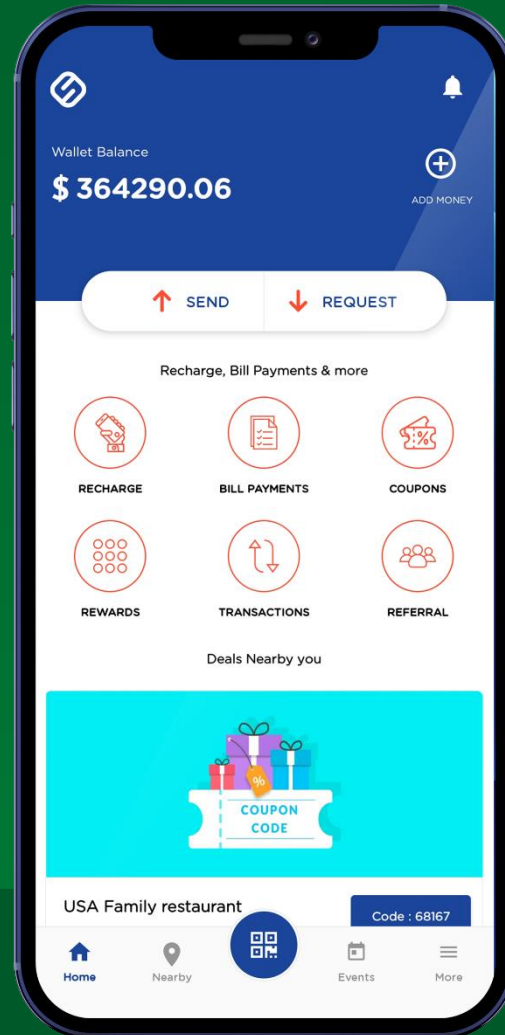 Wallet Balance
$ 364290.06
ADD MONEY
SEND
REQUEST
Recharge, Bill Payments & more
RECHARGE
BILL PAYMENTS
COUPONS
REWARDS
TRANSACTIONS
REFERRAL
Deals Nearby you
%
COUPON
CODE
USA Family restaurant
Code : 68167
Home
Nearby
Events
More